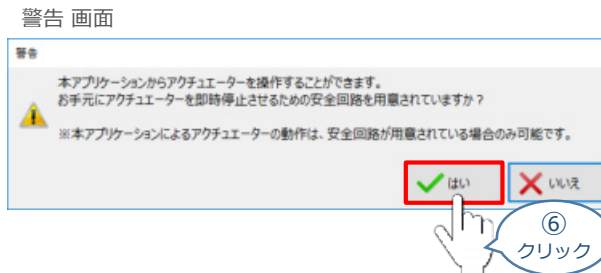 警告 画面
警告
本アプリケーションからアクチュエーターを操作することができます。
お手元にアクチュエーターを即時停止させるための安全回路を用意されていますか?
※本アプリケーションによるアクチュエーターの動作は、安全回路が用意されている場合のみ可能です。
はい
いいえ
⑥
クリック